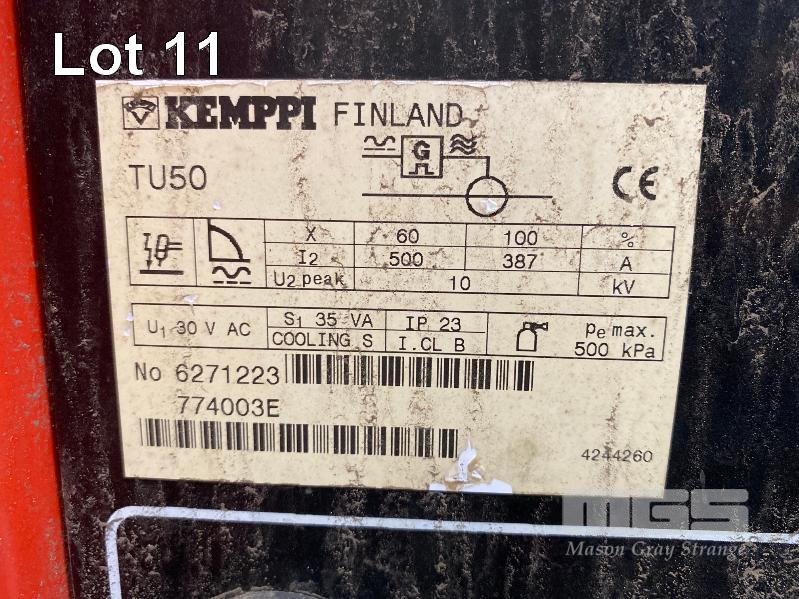 Lot 11
KEMPPI FINLAND
G
TU50
CE
X 60 100 %
I2 500 387 A
U2 peak 10 kV
U1 30 V AC
S1 35 VA IP 23
COOLING S I.CL B
pe max.
500 kPa
No 6271223
774003E
4244260
MGS
Mason Gray Strange